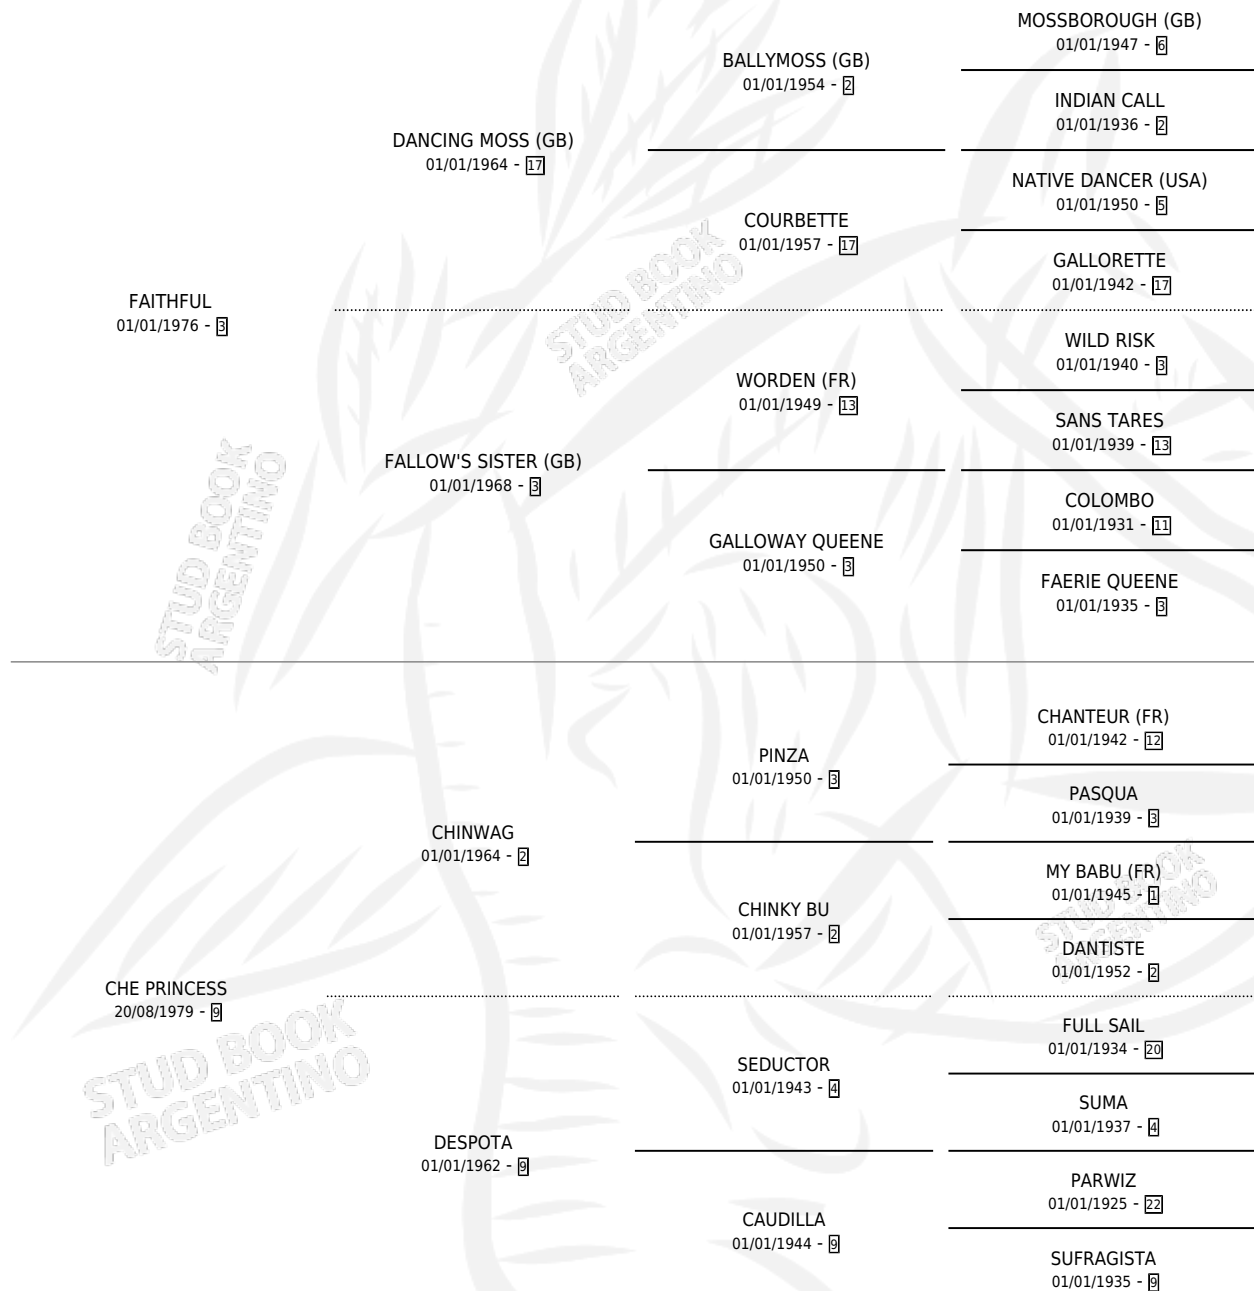 MOSSBOROUGH (GB)
01/01/1947 - 6
BALLYMOSS (GB)
01/01/1954 - 2
INDIAN CALL
01/01/1936 - 2
DANCING MOSS (GB)
01/01/1964 - 17
NATIVE DANCER (USA)
01/01/1950 - 5
COURBETTE
01/01/1957 - 17
GALLORETTE
01/01/1942 - 17
FAITHFUL
01/01/1976 - 3
WILD RISK
01/01/1940 - 3
WORDEN (FR)
01/01/1949 - 13
SANS TARES
01/01/1939 - 13
FALLOW'S SISTER (GB)
01/01/1968 - 3
COLOMBO
01/01/1931 - 11
GALLOWAY QUEENE
01/01/1950 - 3
FAERIE QUEENE
01/01/1935 - 3
STUD BOOK
ARGENTINO
STUD BOOK
ARGENTINO
CHANTEUR (FR)
01/01/1942 - 12
PINZA
01/01/1950 - 3
PASQUA
01/01/1939 - 3
CHINWAG
01/01/1964 - 2
MY BABU (FR)
01/01/1945 - 1
CHINKY BU
01/01/1957 - 2
DANTISTE
01/01/1952 - 2
STUD BOOK
ARGENTINO
CHE PRINCESS
20/08/1979 - 9
FULL SAIL
01/01/1934 - 20
SEDUCTOR
01/01/1943 - 4
SUMA
01/01/1937 - 4
DESPOTA
01/01/1962 - 9
PARWIZ
01/01/1925 - 22
CAUDILLA
01/01/1944 - 9
SUFRAGISTA
01/01/1935 - 9
STUD BOOK
ARGENTINO